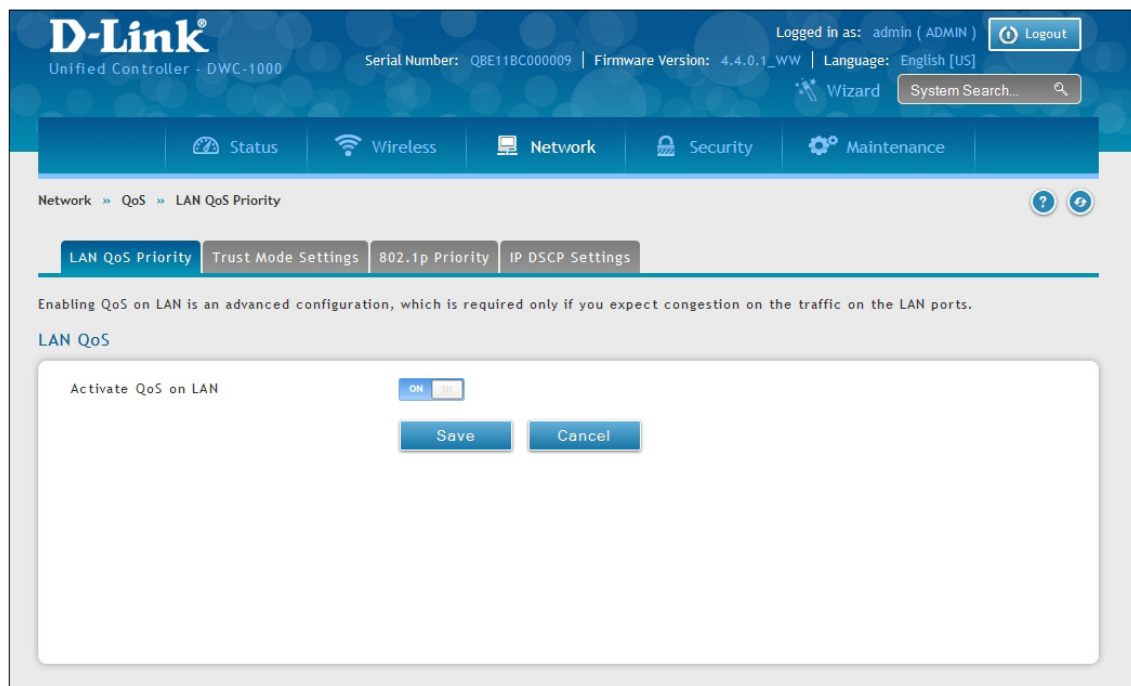 D-Link®
Unified Controller - DWC-1000
Logged in as: admin ( ADMIN )
Logout
Serial Number: QBE11BC000009 | Firmware Version: 4.4.0.1_WW | Language: English [US]
Wizard
System Search...
Status
Wireless
Network
Security
Maintenance
Network » QoS » LAN QoS Priority
?
LAN QoS Priority
Trust Mode Settings
802.1p Priority
IP DSCP Settings
Enabling QoS on LAN is an advanced configuration, which is required only if you expect congestion on the traffic on the LAN ports.
LAN QoS
Activate QoS on LAN
ON
Save
Cancel